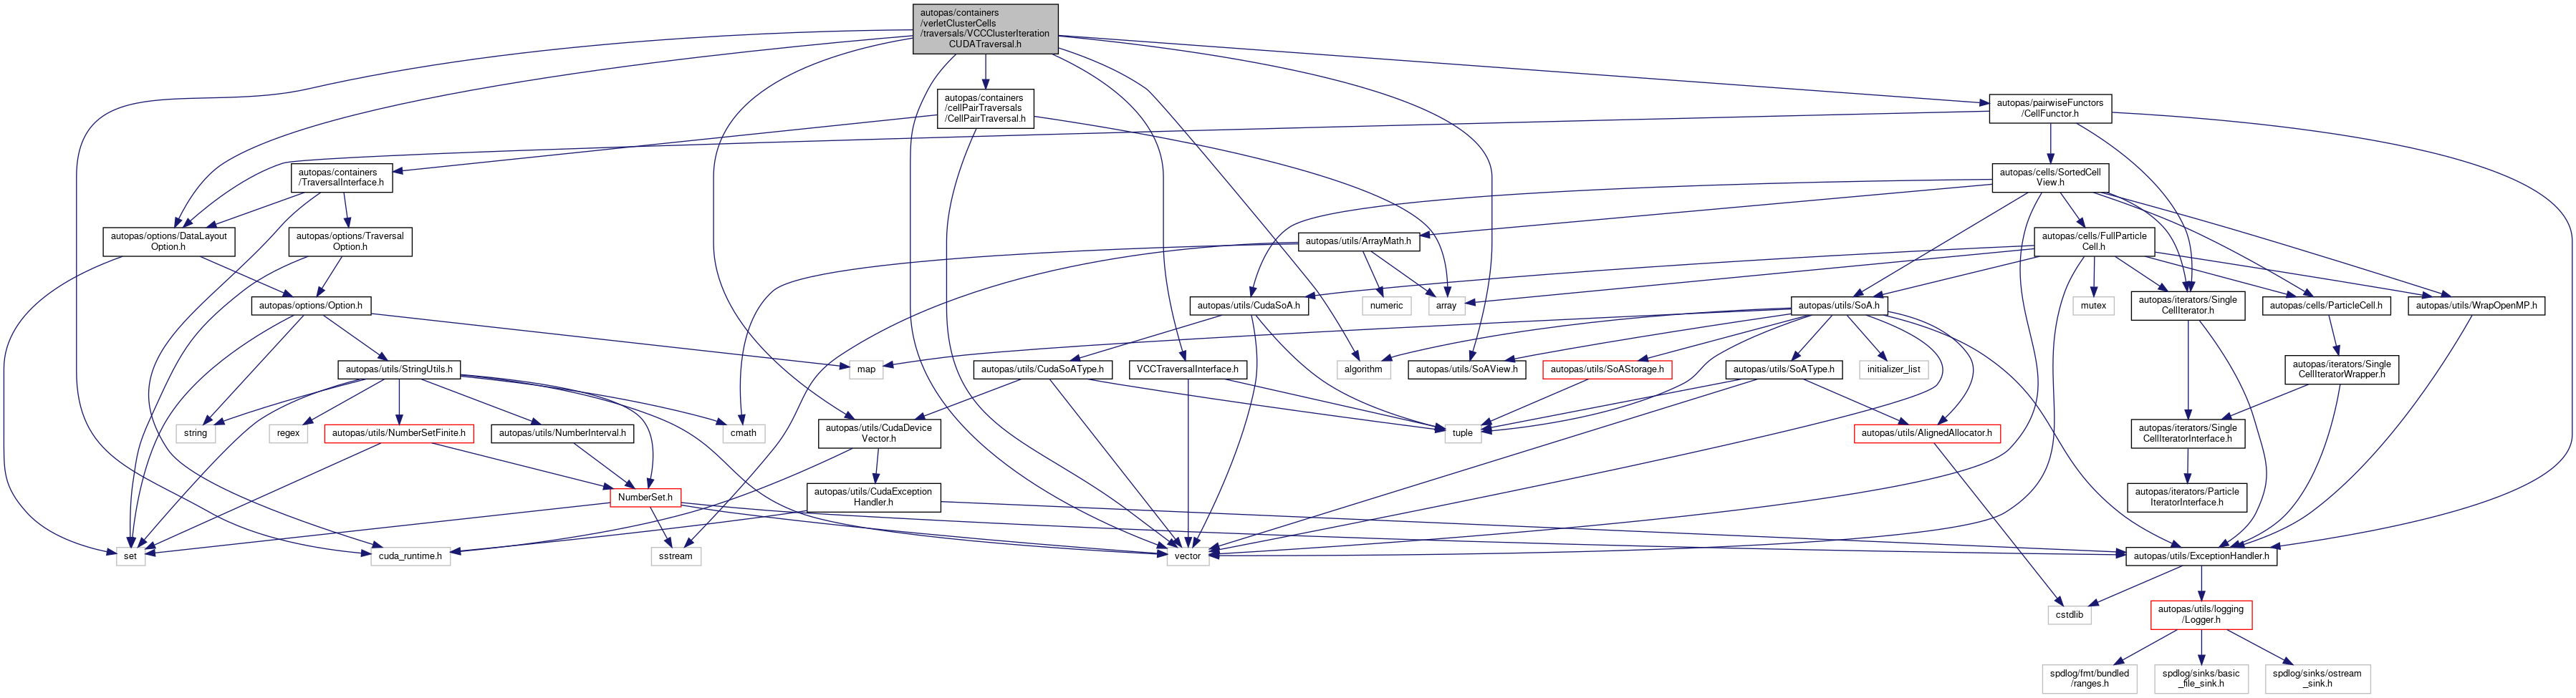 autopas/containers
/verletClusterCells
/traversals/VCCClusterIteration
CUDATraversal.h
autopas/containers
/cellPairTraversals
/CellPairTraversal.h
autopas/pairwiseFunctors
/CellFunctor.h
autopas/containers
/TraversalInterface.h
autopas/cells/SortedCell
View.h
autopas/options/DataLayout
Option.h
autopas/options/Traversal
Option.h
autopas/utils/ArrayMath.h
autopas/cells/FullParticle
Cell.h
autopas/options/Option.h
autopas/utils/CudaSoA.h
numeric
array
autopas/utils/SoA.h
mutex
autopas/iterators/Single
CellIterator.h
autopas/cells/ParticleCell.h
autopas/utils/WrapOpenMP.h
autopas/utils/StringUtils.h
map
autopas/utils/CudaSoAType.h
VCCTraversalInterface.h
algorithm
autopas/utils/SoAView.h
autopas/utils/SoAStorage.h
autopas/utils/SoAType.h
initializer_list
autopas/iterators/Single
CellIteratorWrapper.h
string
regex
autopas/utils/NumberSetFinite.h
autopas/utils/NumberInterval.h
cmath
autopas/utils/CudaDevice
Vector.h
tuple
autopas/utils/AlignedAllocator.h
autopas/iterators/Single
CellIteratorInterface.h
NumberSet.h
autopas/utils/CudaException
Handler.h
autopas/iterators/Particle
IteratorInterface.h
set
cuda_runtime.h
sstream
vector
autopas/utils/ExceptionHandler.h
cstdlib
autopas/utils/logging
/Logger.h
spdlog/fmt/bundled
/ranges.h
spdlog/sinks/basic
_file_sink.h
spdlog/sinks/ostream
_sink.h